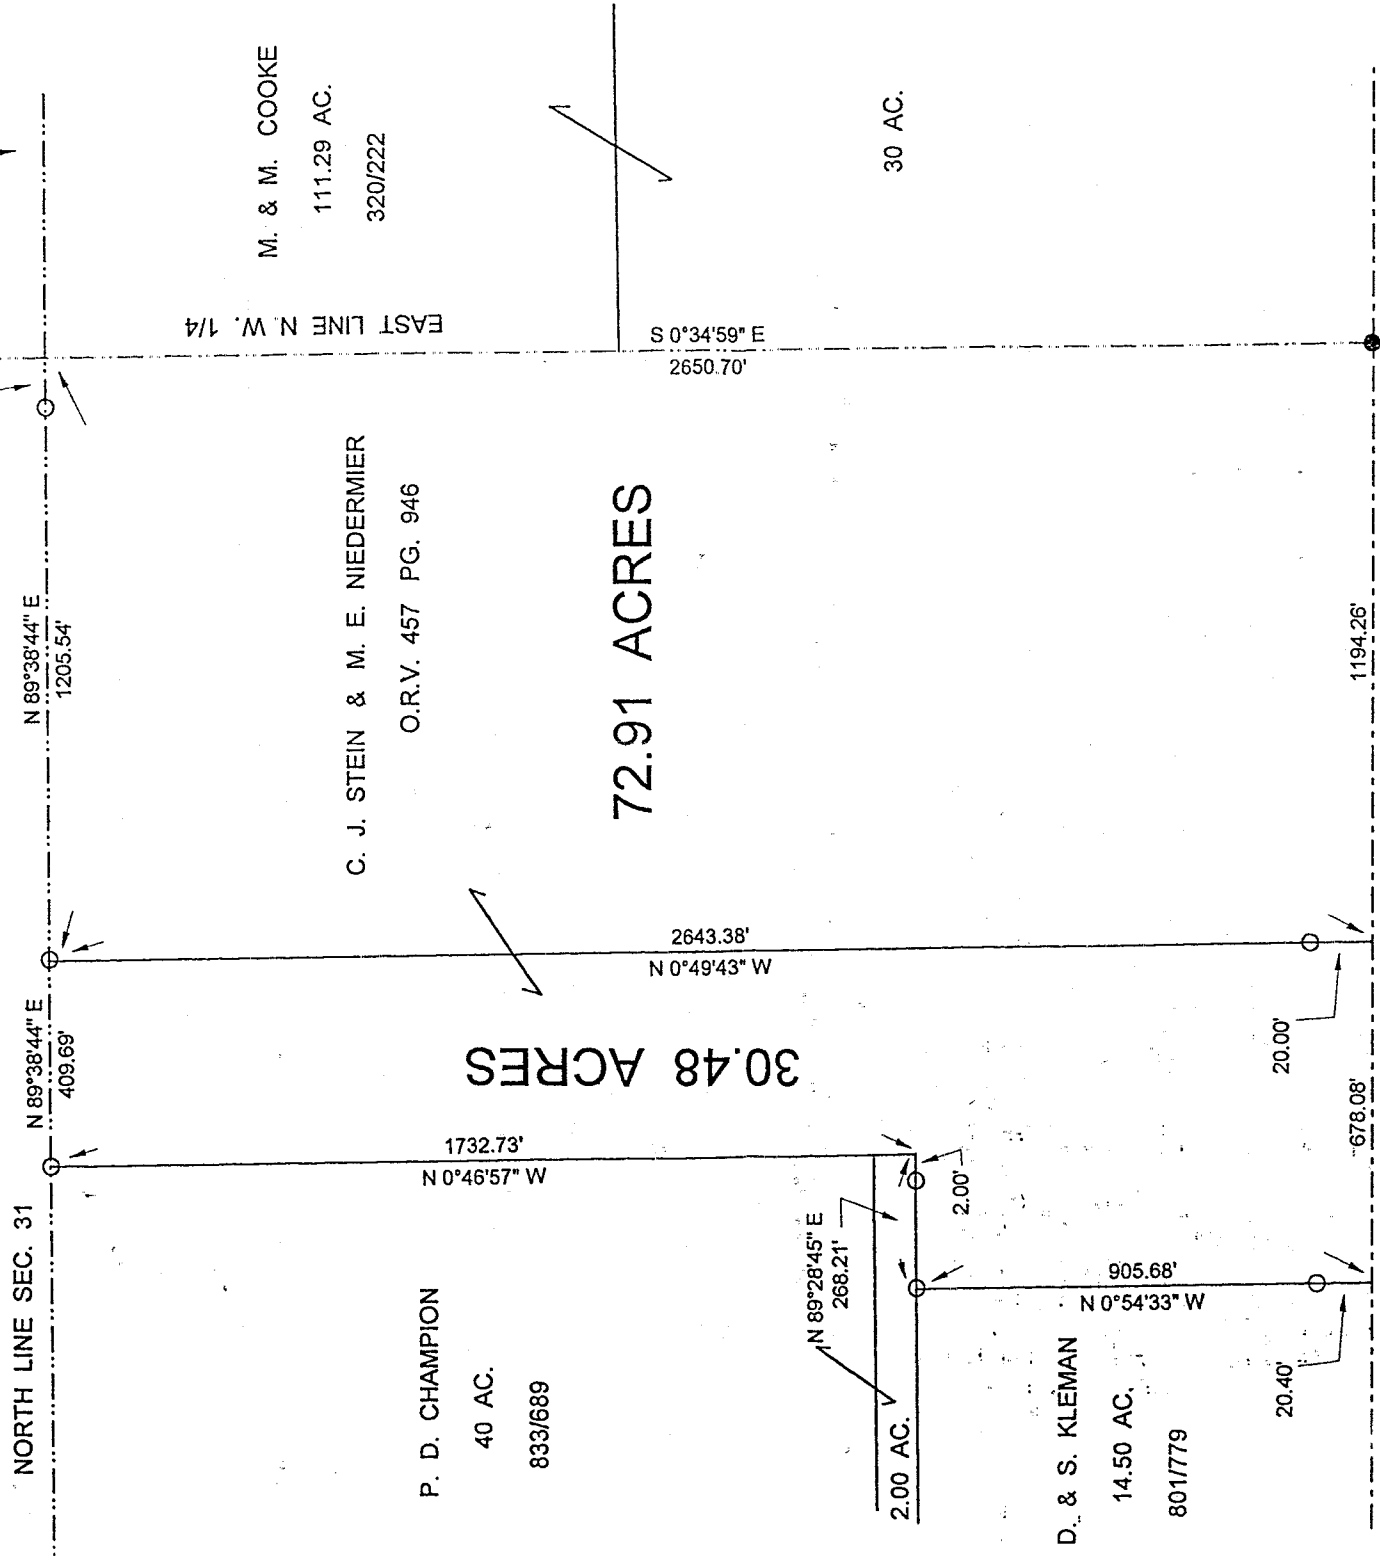 NORTH LINE SEC. 31
N 89°38'44" E
409.69'
N 89°38'44" E
1205.54'
M. & M. COOKE
111.29 AC.
320/222
EAST LINE N.W. 1/4
30 AC.
S 0°34'59" E
2650.70'
C. J. STEIN & M. E. NIEDERMIER
O.R.V. 457 PG. 946
72.91 ACRES
2643.38'
N 0°49'43" W
30.48 ACRES
1732.73'
N 0°46'57" W
P. D. CHAMPION
40 AC.
833/689
N 89°28'45" E
268.21'
2.00 AC.
2.00'
905.68'
N 0°54'33" W
D. & S. KLEMAN
14.50 AC.
801/779
20.40'
20.00'
678.08'
1194.26'